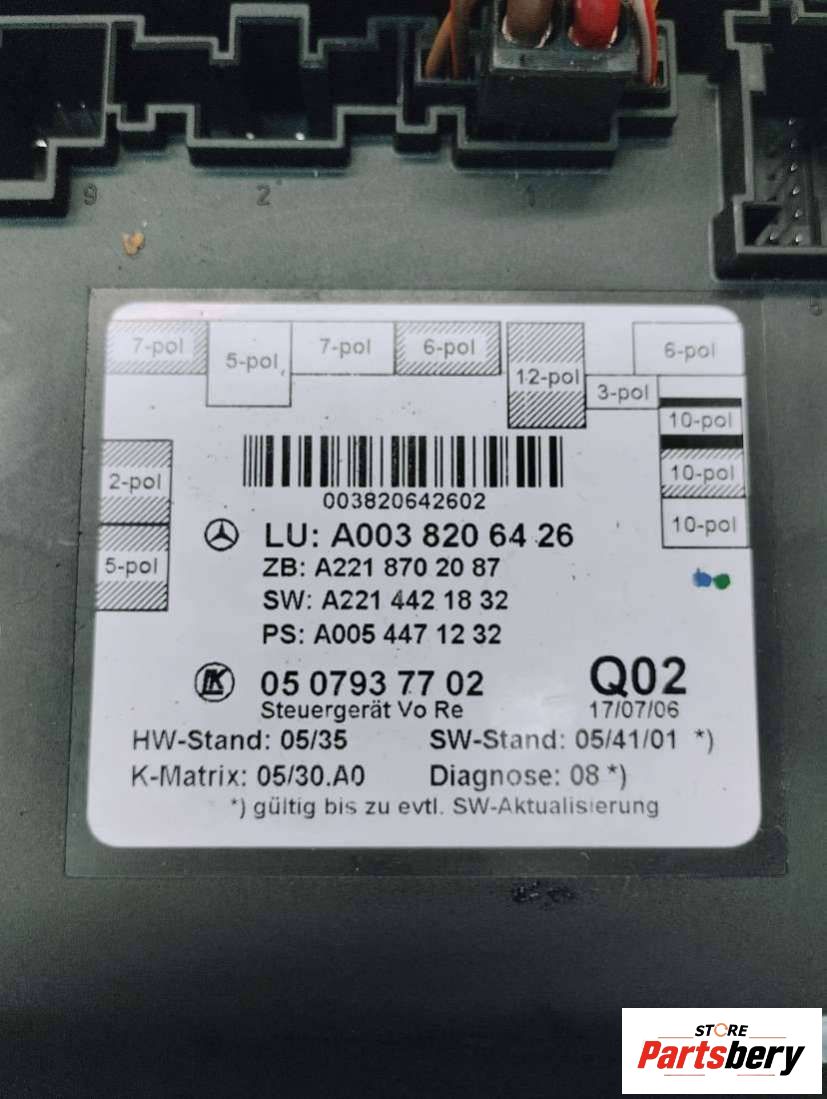 9 2 1
5
7-pol 5-pol 7-pol 6-pol 12-pol 3-pol 6-pol
10-pol
10-pol
10-pol
2-pol
5-pol
003820642602
LU: A003 820 64 26
ZB: A221 870 20 87
SW: A221 442 18 32
PS: A005 447 12 32
K 05 0793 77 02 Q02
Steuergerät Vo Re 17/07/06
HW-Stand: 05/35 SW-Stand: 05/41/01 *)
K-Matrix: 05/30.A0 Diagnose: 08 *)
*) gültig bis zu evtl. SW-Aktualisierung
STORE
Partsbery